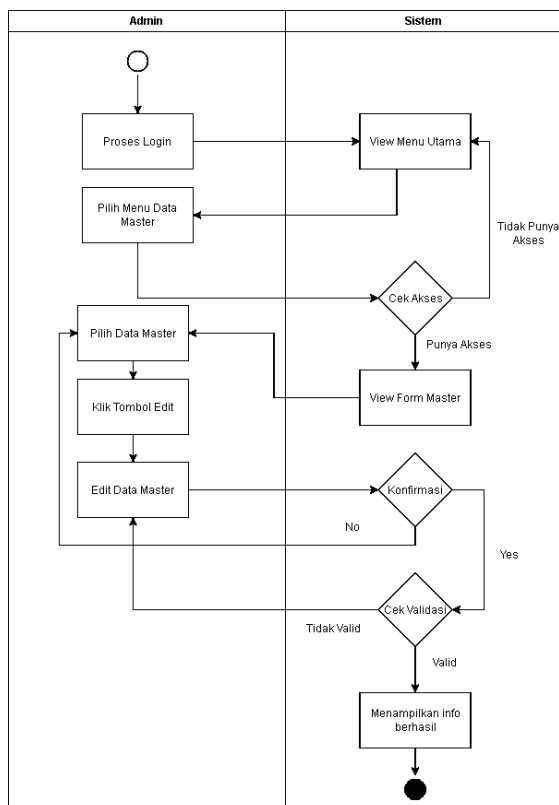 Admin
Sistem
Proses Login
View Menu Utama
Pilih Menu Data
Master
Tidak Punya
Akses
Cek Akses
Pilih Data Master
Punya Akses
Klik Tombol Edit
View Form Master
Edit Data Master
Konfirmasi
No
Yes
Cek Validasi
Tidak Valid
Valid
Menampilkan info
berhasil